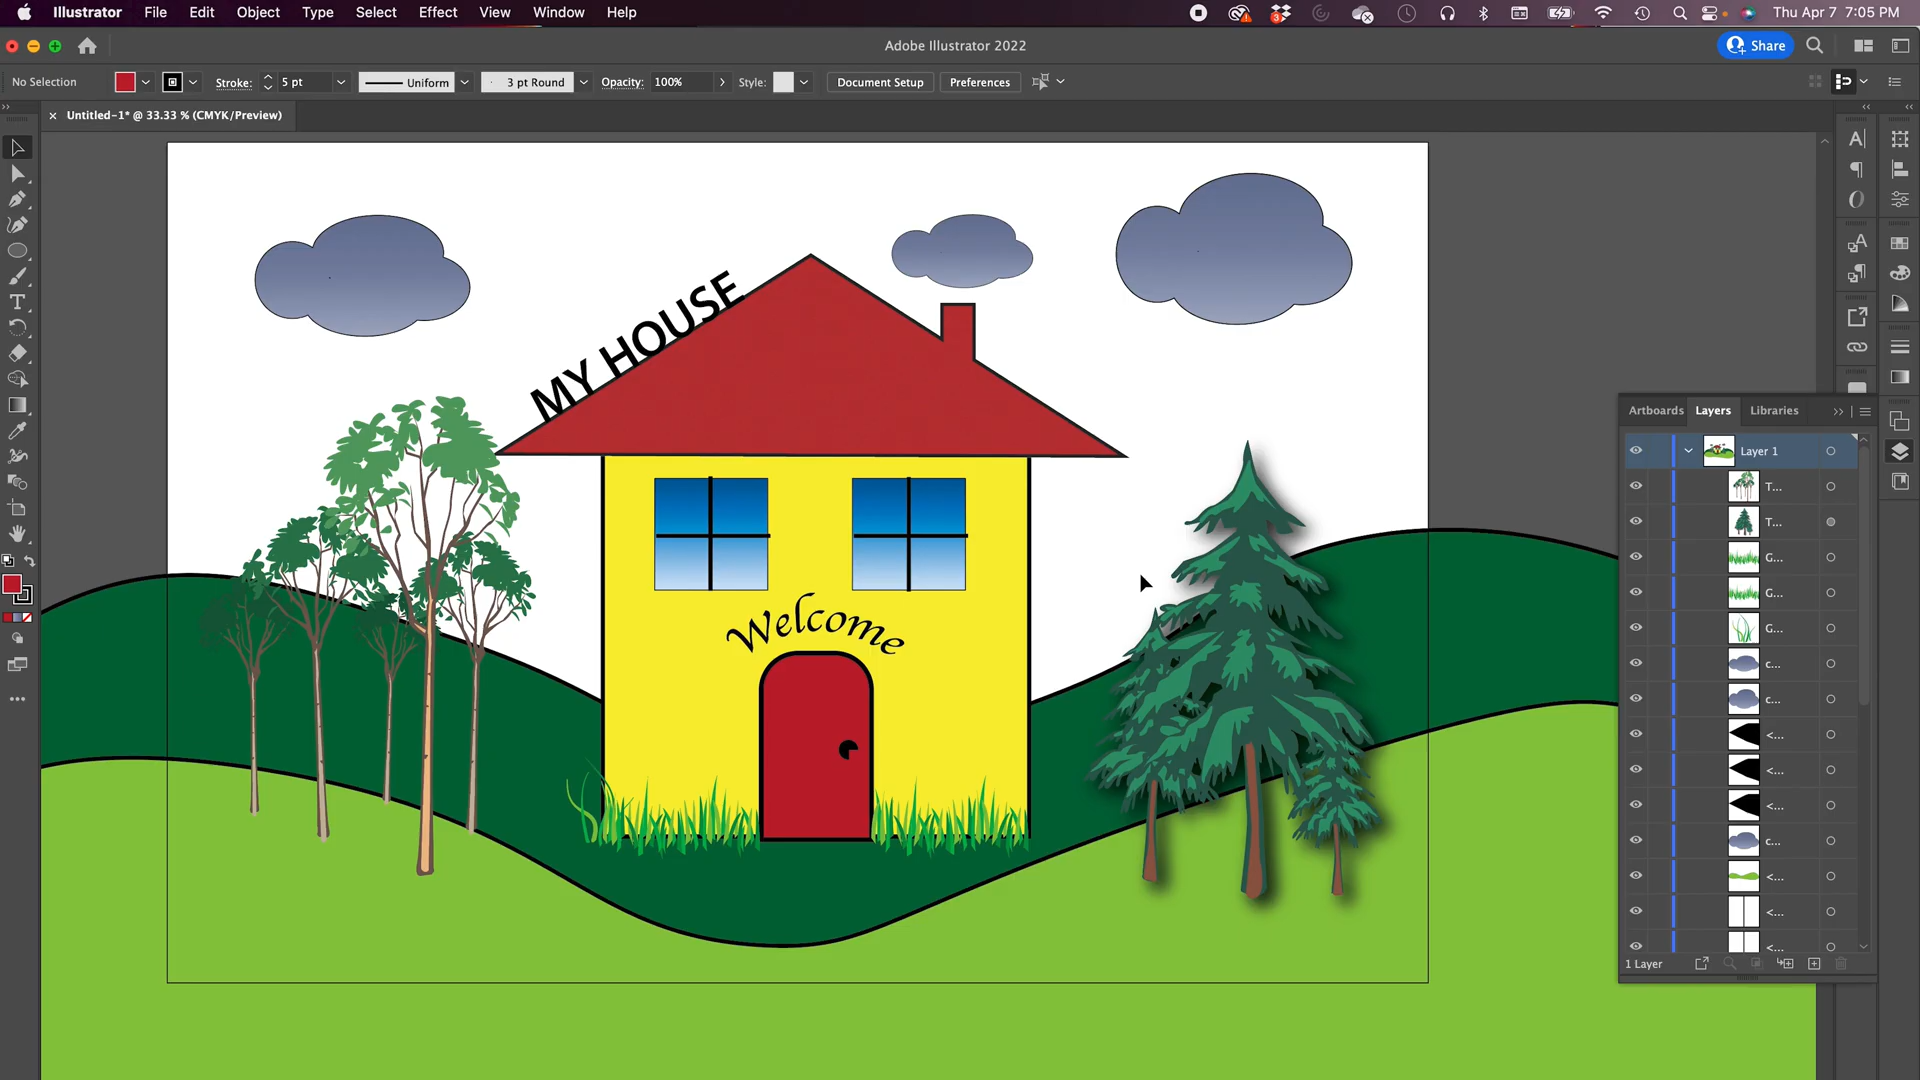 Illustrator File Edit Object Type Select Effect View Window Help
3
Thu Apr 7 7:05 PM
Adobe Illustrator 2022
Share
No Selection
Stroke: 5 pt
Uniform
3 pt Round
Opacity: 100%
Style:
Document Setup
Preferences
× Untitled-1* @ 33.33 % (CMYK/Preview)
MY HOUSE
Welcome
Artboards Layers Libraries
Layer 1
T...
T...
G...
G...
G...
c...
c...
<...
<...
<...
c...
<...
<...
<...
1 Layer